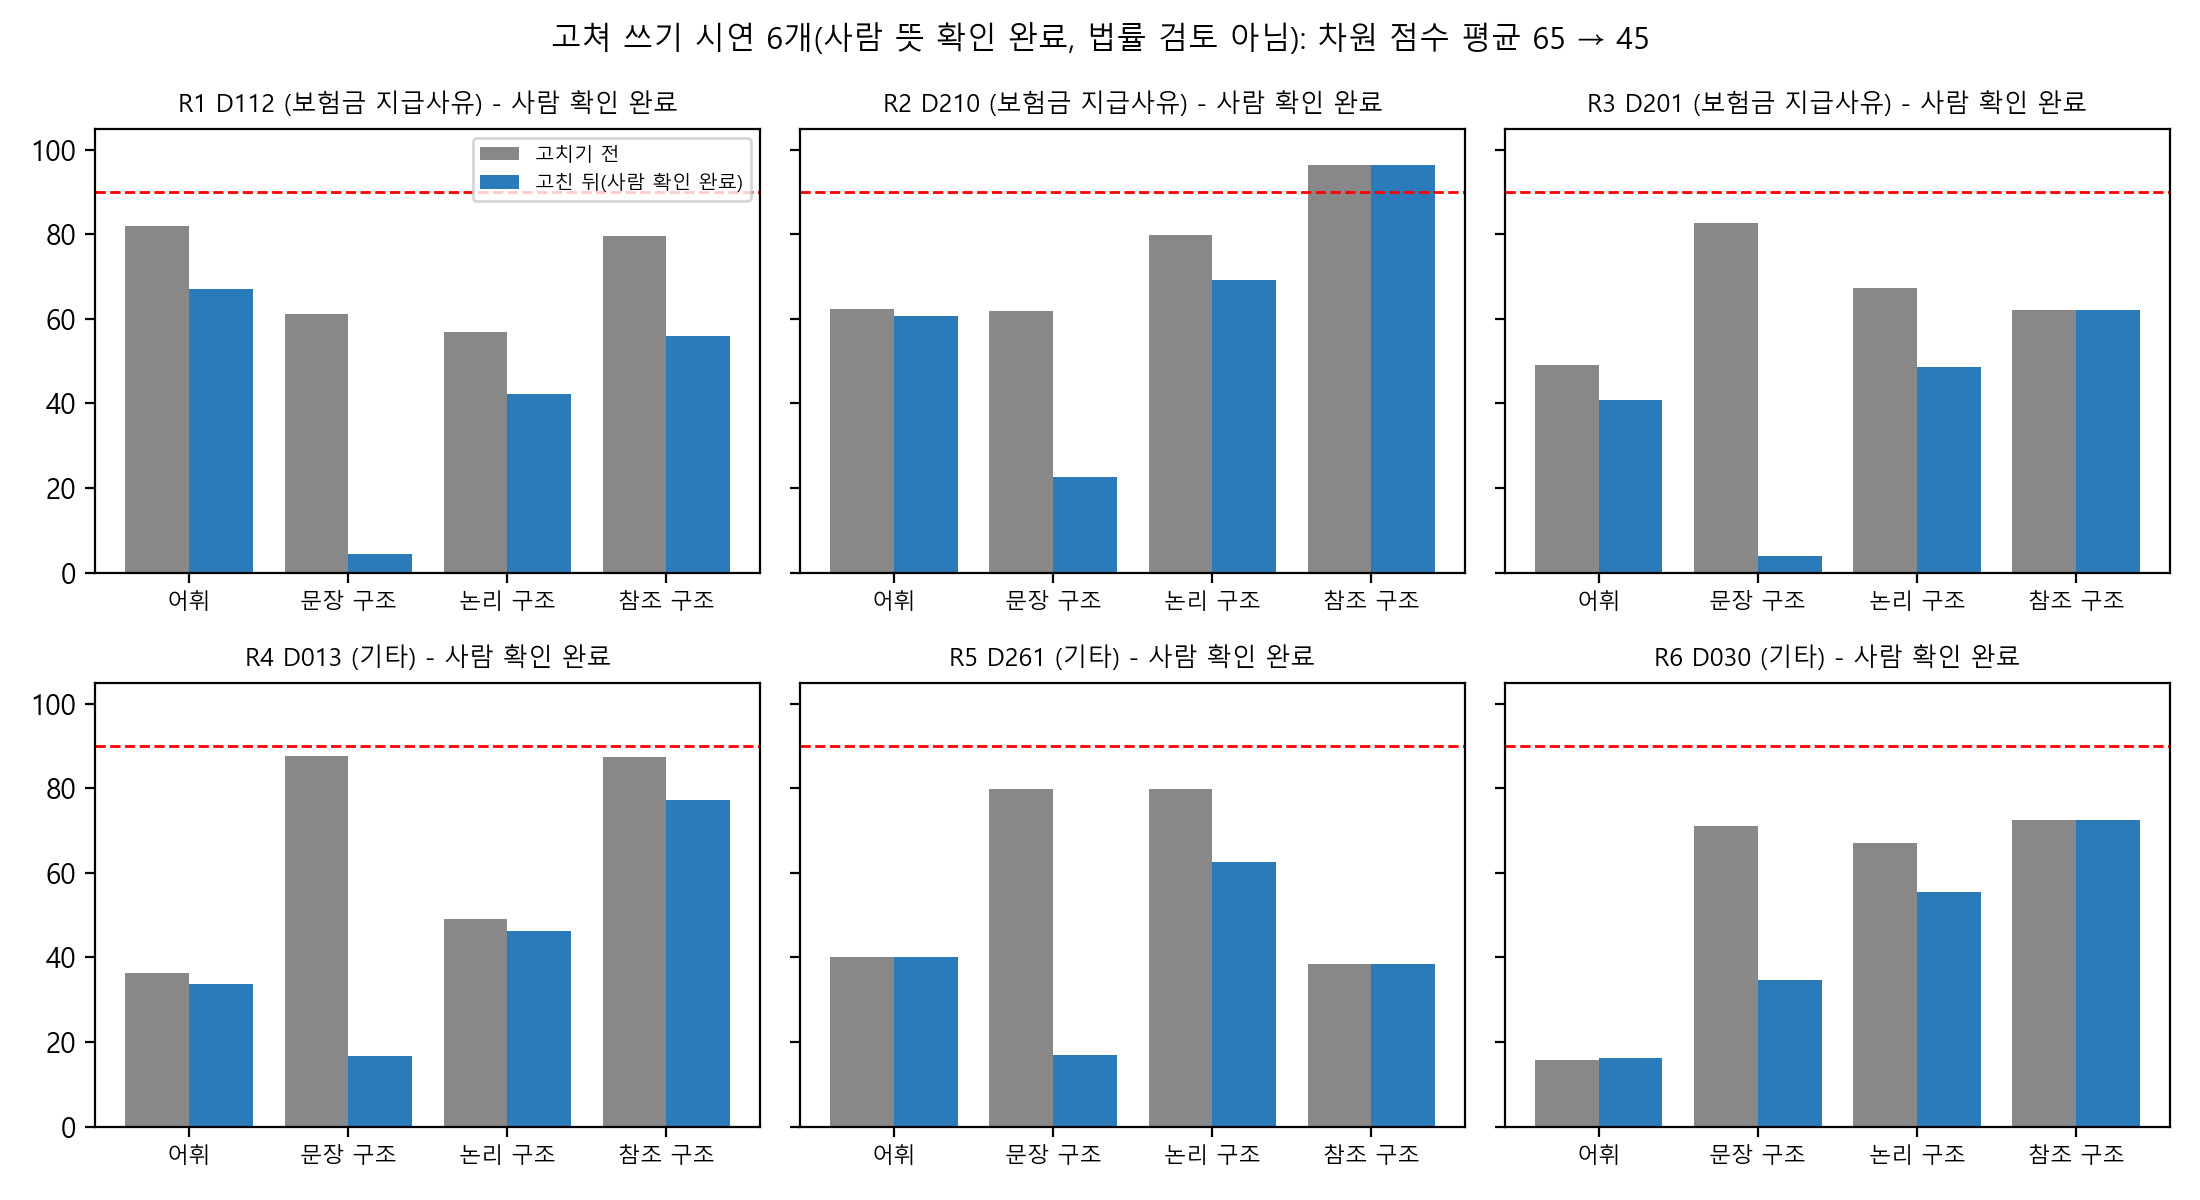 고쳐 쓰기 시연 6개(사람 뜻 확인 완료, 법률 검토 아님): 차원 점수 평균 65 → 45
R1 D112 (보험금 지급사유) - 사람 확인 완료
R2 D210 (보험금 지급사유) - 사람 확인 완료
R3 D201 (보험금 지급사유) - 사람 확인 완료
고치기 전
고친 뒤(사람 확인 완료)
100
80
60
40
20
0
어휘 문장 구조 논리 구조 참조 구조
어휘 문장 구조 논리 구조 참조 구조
어휘 문장 구조 논리 구조 참조 구조
R4 D013 (기타) - 사람 확인 완료
R5 D261 (기타) - 사람 확인 완료
R6 D030 (기타) - 사람 확인 완료
100
80
60
40
20
0
어휘 문장 구조 논리 구조 참조 구조
어휘 문장 구조 논리 구조 참조 구조
어휘 문장 구조 논리 구조 참조 구조